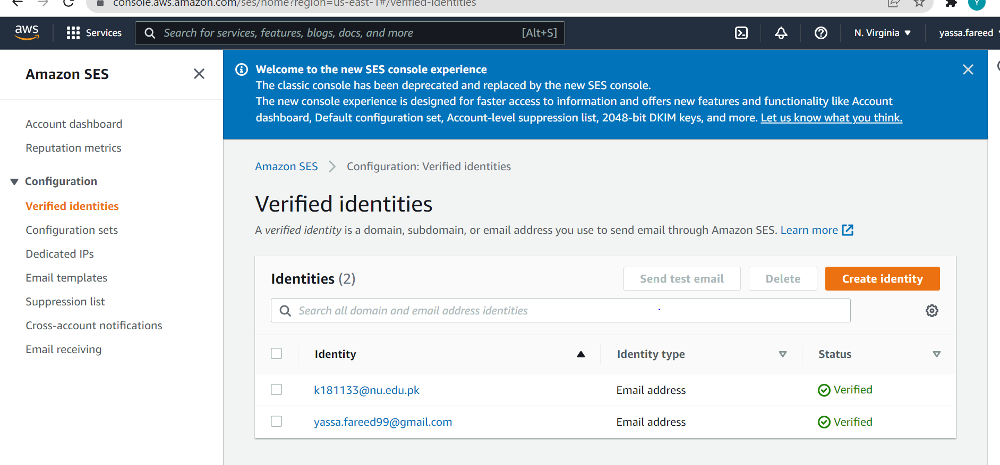 console.aws.amazon.com/ses/home?region=us-east-1#/verified-identities
Y
aws
Services
Search for services, features, blogs, docs, and more [Alt+S]
N. Virginia
yassa.fareed
Amazon SES
Account dashboard
Reputation metrics
Configuration
Verified identities
Configuration sets
Dedicated IPs
Email templates
Suppression list
Cross-account notifications
Email receiving
Welcome to the new SES console experience
The classic console has been deprecated and replaced by the new SES console.
The new console experience is designed for faster access to information and offers new features and functionality like Account
dashboard, Default configuration set, Account-level suppression list, 2048-bit DKIM keys, and more. Let us know what you think.
Amazon SES Configuration: Verified identities
Verified identities
A verified identity is a domain, subdomain, or email address you use to send email through Amazon SES. Learn more
Identities (2)
Send test email
Delete
Create identity
Search all domain and email address identities
Identity Identity type Status
k181133@nu.edu.pk Email address Verified
yassa.fareed99@gmail.com Email address Verified